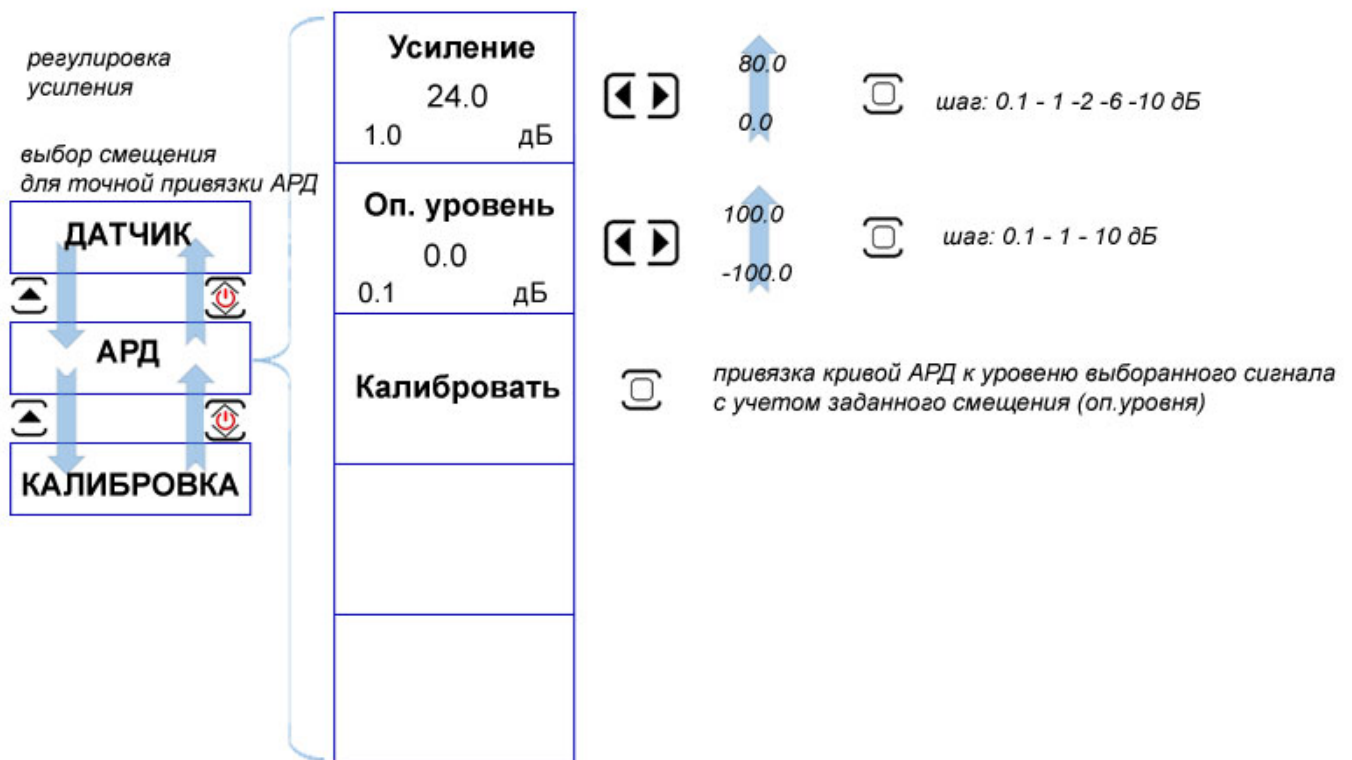 регулировка
усиления
выбор смещения
для точной привязки АРД
ДАТЧИК
АРД
КАЛИБРОВКА
Усиление
24.0
1.0 дБ
80.0
0.0
шаг: 0.1 - 1 -2 -6 -10 дБ
Оп. уровень
0.0
0.1 дБ
100.0
-100.0
шаг: 0.1 - 1 - 10 дБ
Калибровать
привязка кривой АРД к уровеню выборанного сигнала
с учетом заданного смещения (оп.уровня)